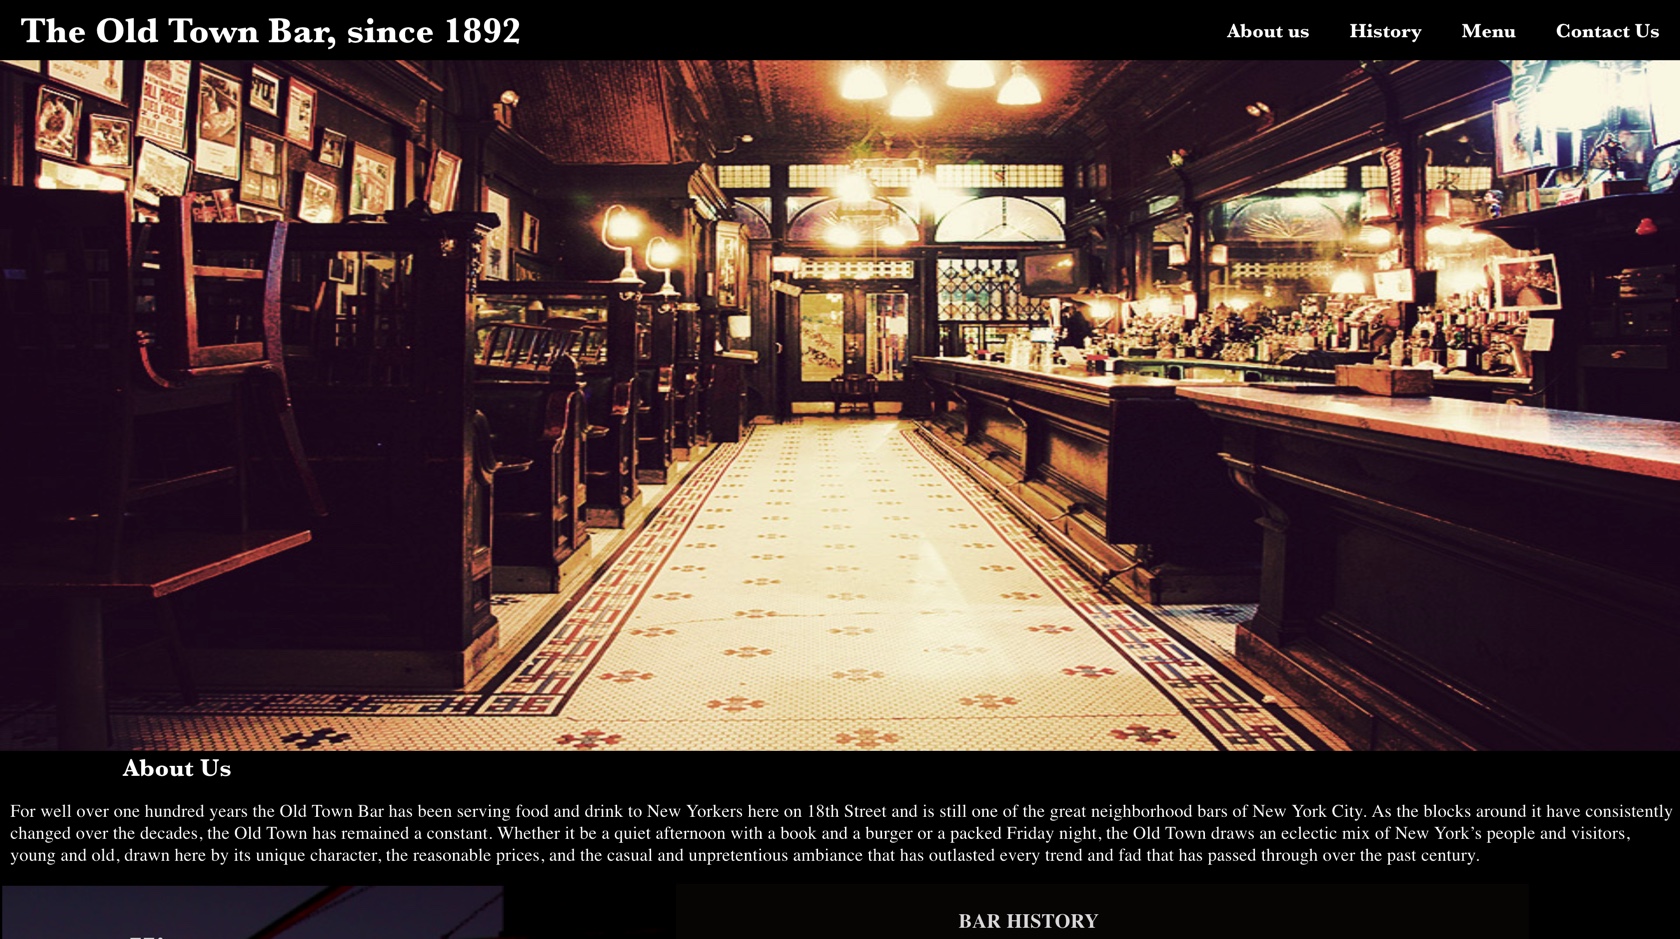 The Old Town Bar, since 1892
About us History Menu Contact Us
About Us
For well over one hundred years the Old Town Bar has been serving food and drink to New Yorkers here on 18th Street and is still one of the great neighborhood bars of New York City. As the blocks around it have consistently
changed over the decades, the Old Town has remained a constant. Whether it be a quiet afternoon with a book and a burger or a packed Friday night, the Old Town draws an eclectic mix of New York’s people and visitors,
young and old, drawn here by its unique character, the reasonable prices, and the casual and unpretentious ambiance that has outlasted every trend and fad that has passed through over the past century.
BAR HISTORY